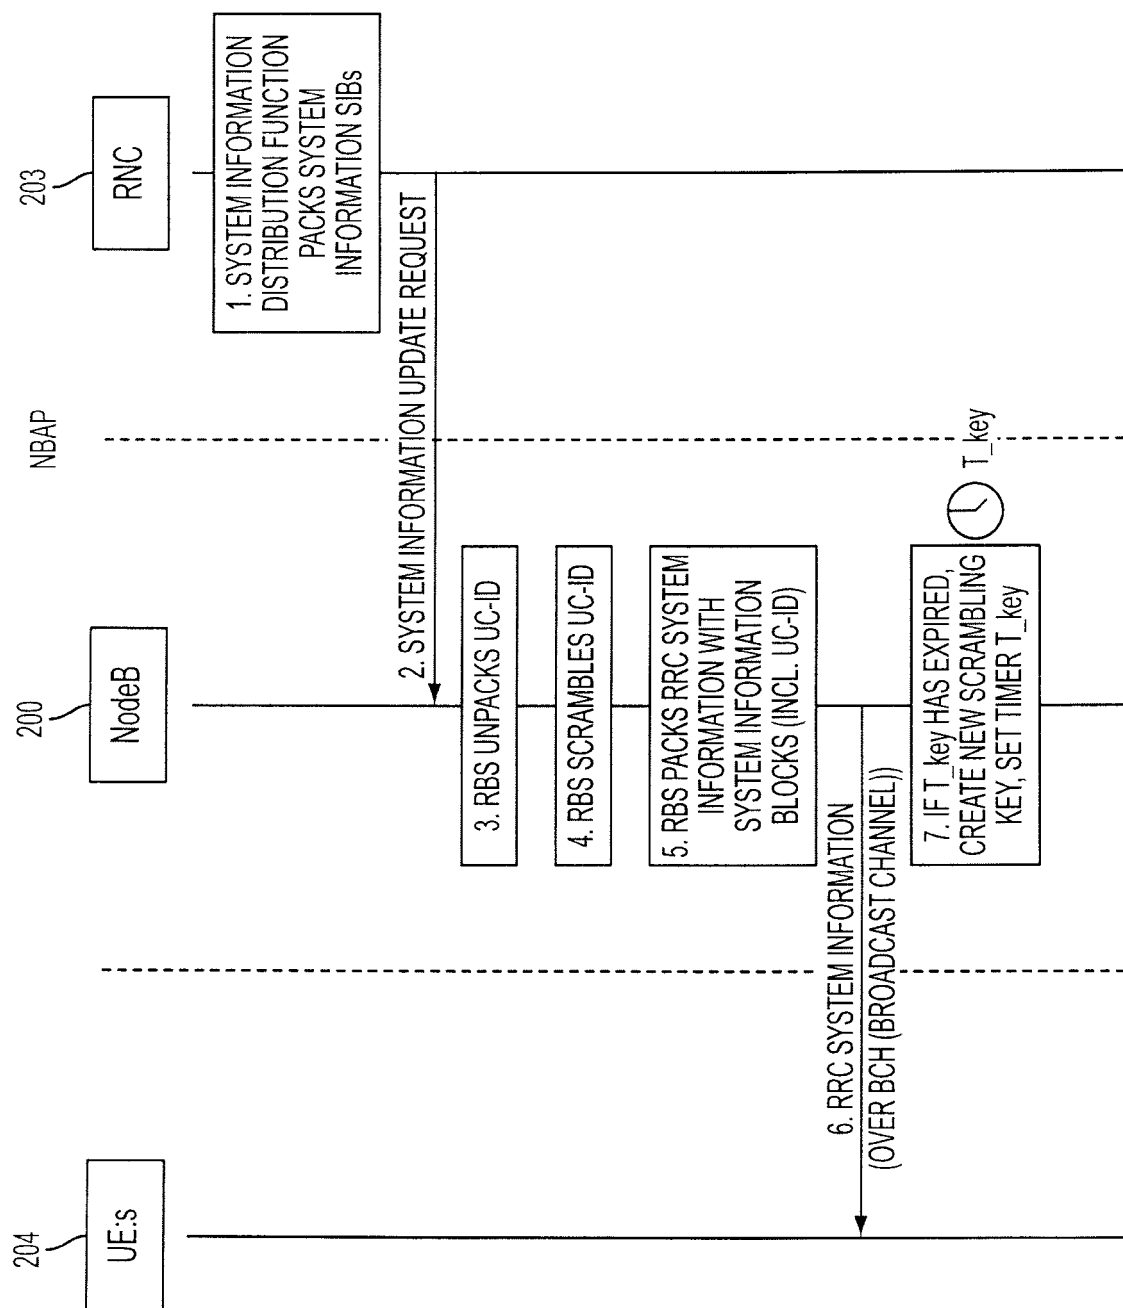 204
UE:s
200
NodeB
NBAP
203
RNC
1. SYSTEM INFORMATION
DISTRIBUTION FUNCTION
PACKS SYSTEM
INFORMATION SIBs
2. SYSTEM INFORMATION UPDATE REQUEST
3. RBS UNPACKS UC-ID
4. RBS SCRAMBLES UC-ID
5. RBS PACKS RRC SYSTEM
INFORMATION WITH
SYSTEM INFORMATION
BLOCKS (INCL. UC-ID)
6. RRC SYSTEM INFORMATION
(OVER BCH (BROADCAST CHANNEL))
7. IF T_key HAS EXPIRED,
CREATE NEW SCRAMBLING
KEY, SET TIMER T_key
T_key